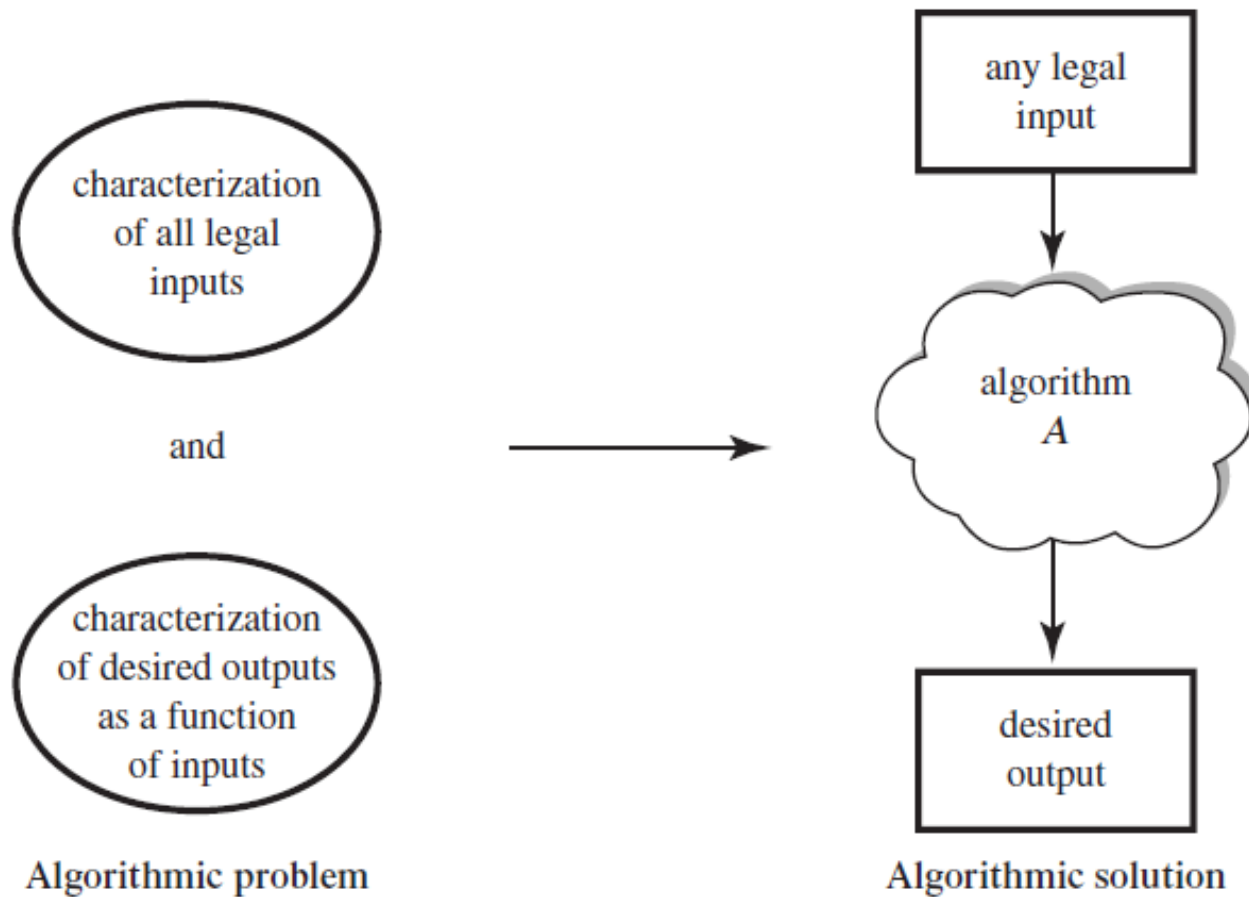 characterization
of all legal
inputs
and
characterization
of desired outputs
as a function
of inputs
Algorithmic problem
any legal
input
algorithm
A
desired
output
Algorithmic solution